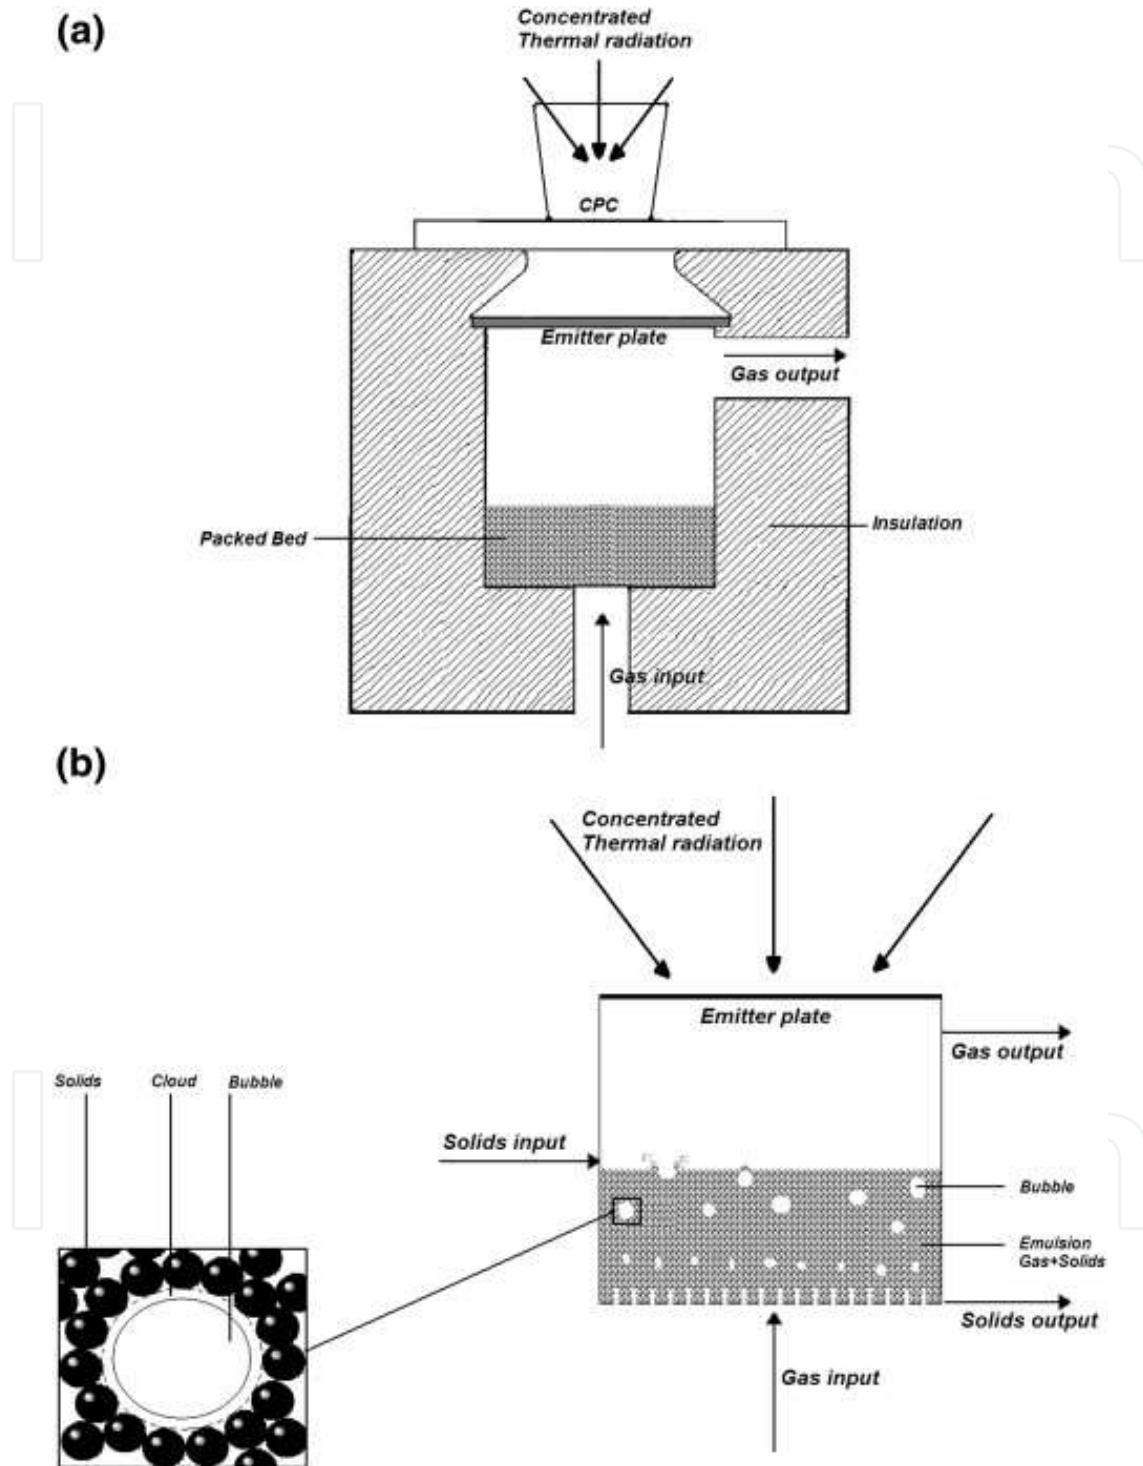 (a)
Concentrated
Thermal radiation
CPC
Emitter plate
Gas output
Packed Bed
Insulation
Gas input
(b)
Concentrated
Thermal radiation
Emitter plate
Gas output
Solids
Cloud
Bubble
Solids input
Bubble
Emulsion
Gas+Solids
Solids output
Gas input